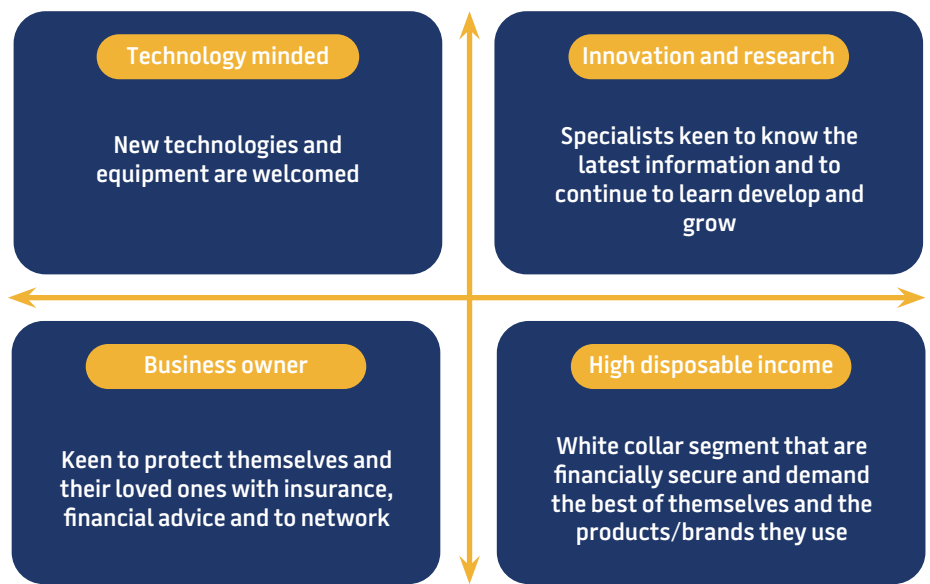 Technology minded
New technologies and
equipment are welcomed
Innovation and research
Specialists keen to know the
latest information and to
continue to learn develop and
grow
Business owner
Keen to protect themselves and
their loved ones with insurance,
financial advice and to network
High disposable income
White collar segment that are
financially secure and demand
the best of themselves and the
products/brands they use